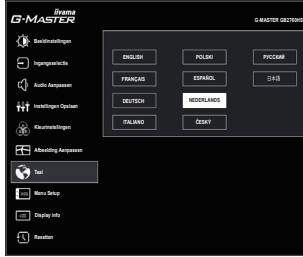 iiyama
G-MASTER
G-MASTER GB2760HS
Beeldinstellingen
Ingangsselectie
Audio Aanpassen
Instellingen Opslaan
Kleurinstellingen
Afbeelding Aanpassen
Taal
Menu Setup
Display info
Resetten
ENGLISH
POLSKI
РУССКИЙ
FRANÇAIS
ESPAÑOL
日本語
DEUTSCH
NEDERLANDS
ITALIANO
ČESKÝ